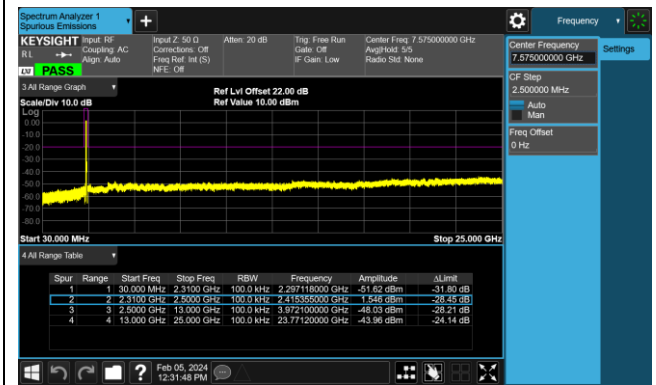 Spectrum Analyzer 1
Spurious Emissions
+
Frequency
KEYSIGHT
Input: RF
Coupling: AC
Align: Auto
Input Z: 50 Ω
Corrections: Off
Freq Ref: Int (S)
NFE: Off
Atten: 20 dB
Trig: Free Run
Gate: Off
IF Gain: Low
Center Freq: 7.575000000 GHz
Avg|Hold: 5/5
Radio Std: None
RL
LXI
PASS
Center Frequency
7.575000000 GHz
Settings
CF Step
2.500000 MHz
Auto
Man
Freq Offset
0 Hz
3 All Range Graph
Scale/Div 10.0 dB
Ref Lvl Offset 22.00 dB
Ref Value 10.00 dBm
Log
0.00
-10.0
-20.0
-30.0
-40.0
-50.0
-60.0
-70.0
-80.0
Start 30.000 MHz
Stop 25.000 GHz
4 All Range Table
Spur Range Start Freq Stop Freq RBW Frequency Amplitude ΔLimit
1 1 30.000 MHz 2.3100 GHz 100.0 kHz 2.297118000 GHz -51.62 dBm -31.80 dB
2 2 2.3100 GHz 2.5000 GHz 100.0 kHz 2.415355000 GHz 1.546 dBm -28.45 dB
3 3 2.5000 GHz 13.000 GHz 100.0 kHz 3.972100000 GHz -48.03 dBm -28.21 dB
4 4 13.000 GHz 25.000 GHz 100.0 kHz 23.77120000 GHz -43.96 dBm -24.14 dB
?
Feb 05, 2024
12:31:48 PM